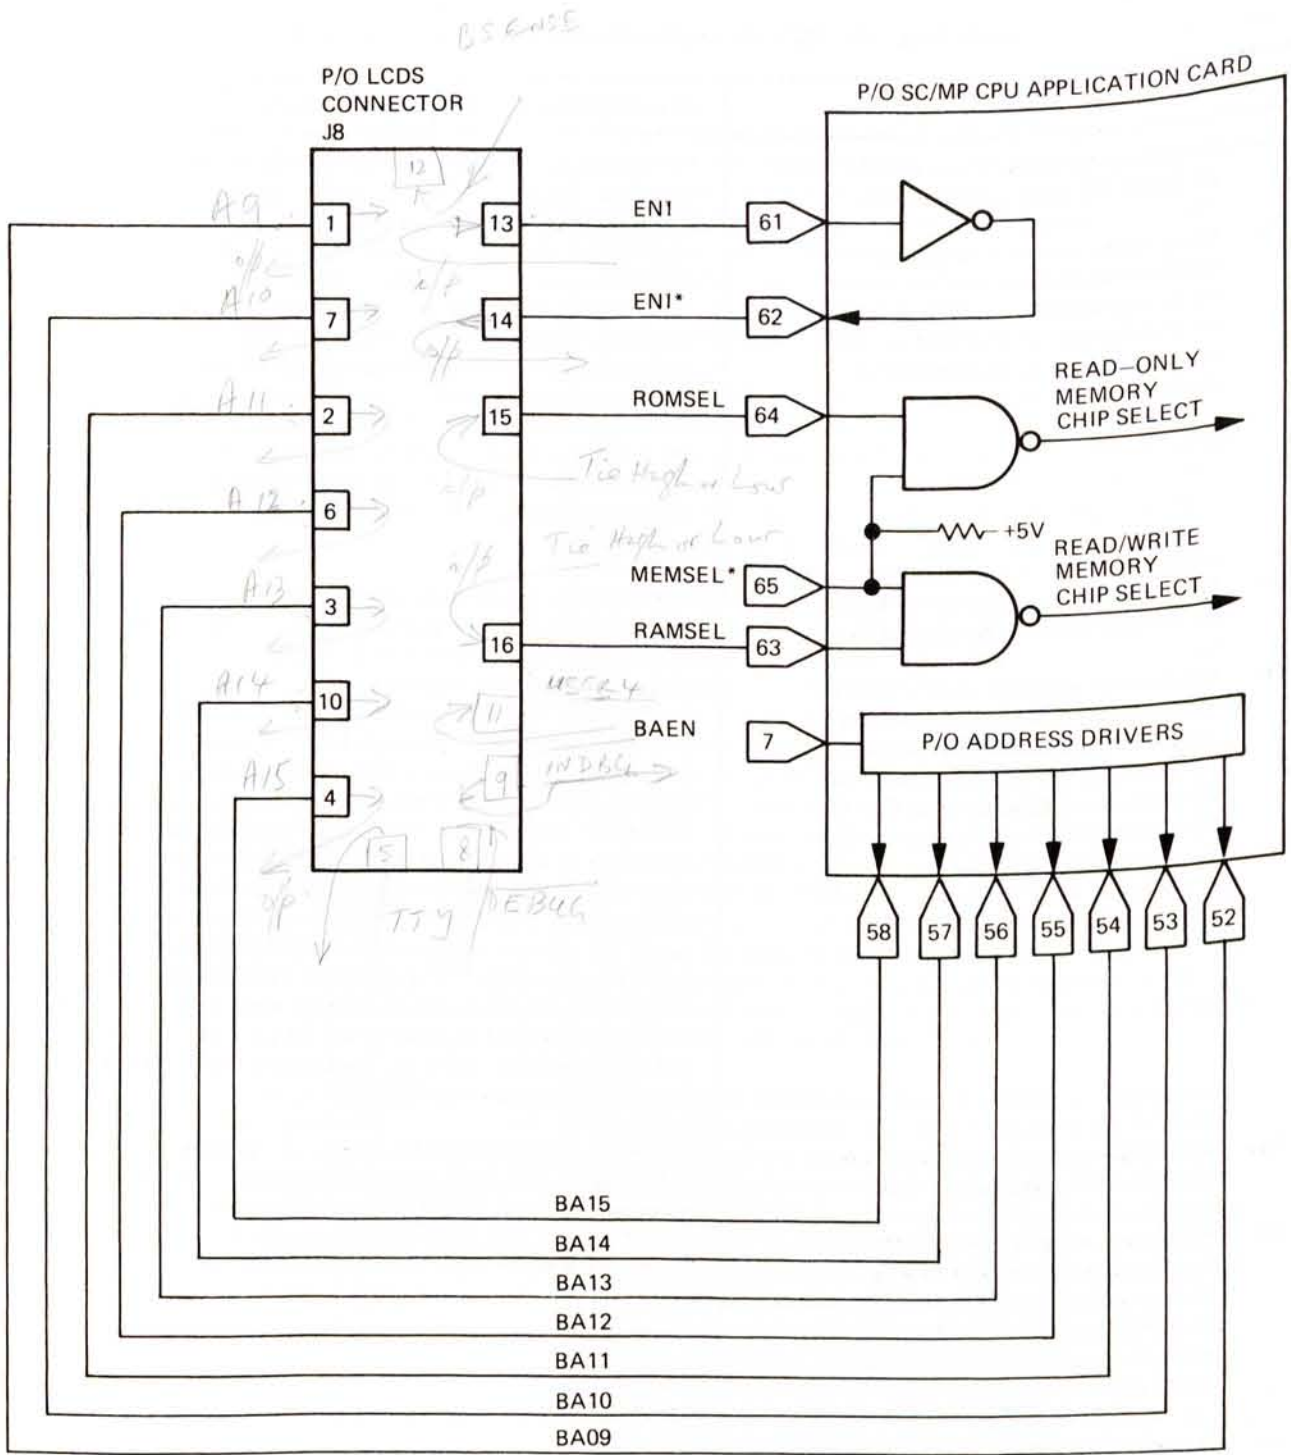 BSENSE
P/O LCDS
CONNECTOR
J8
P/O SC/MP CPU APPLICATION CARD
12
A9
1
13
EN1
61
o/p
i/p
A10
7
14
EN1*
62
o/p
READ-ONLY
MEMORY
CHIP SELECT
A11
2
15
ROMSEL
64
Tie High or Low
i/p
A12
6
+5V
Tie High or Low
READ/WRITE
MEMORY
CHIP SELECT
i/p
MEMSEL*
65
A13
3
16
RAMSEL
63
A14
10
11
USER4
BAEN
7
P/O ADDRESS DRIVERS
A15
4
9
INDBG
5
8
o/p
TTY
DEBUG
58
57
56
55
54
53
52
BA15
BA14
BA13
BA12
BA11
BA10
BA09